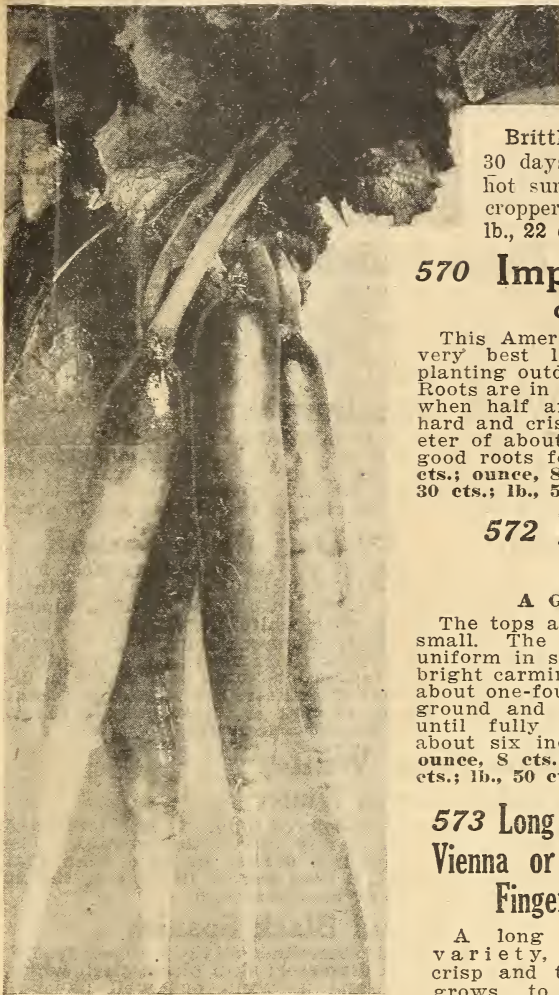 Brittl
30 days
hot sun
cropper
lb., 22 c
570 Imp
This Amer
very best l
planting outd
Roots are in
when half a
hard and cris
eter of about
good roots f
cts.; ounce, 8
30 cts.; lb., 5
572
A G
The tops a
small. The
uniform in s
bright carmin
about one-fou
ground and
until fully
about six in
ounce, 8 cts.
cts.; lb., 50 c
573 Long
Vienna or
Finge
A long
variety,
crisp and t
grows to